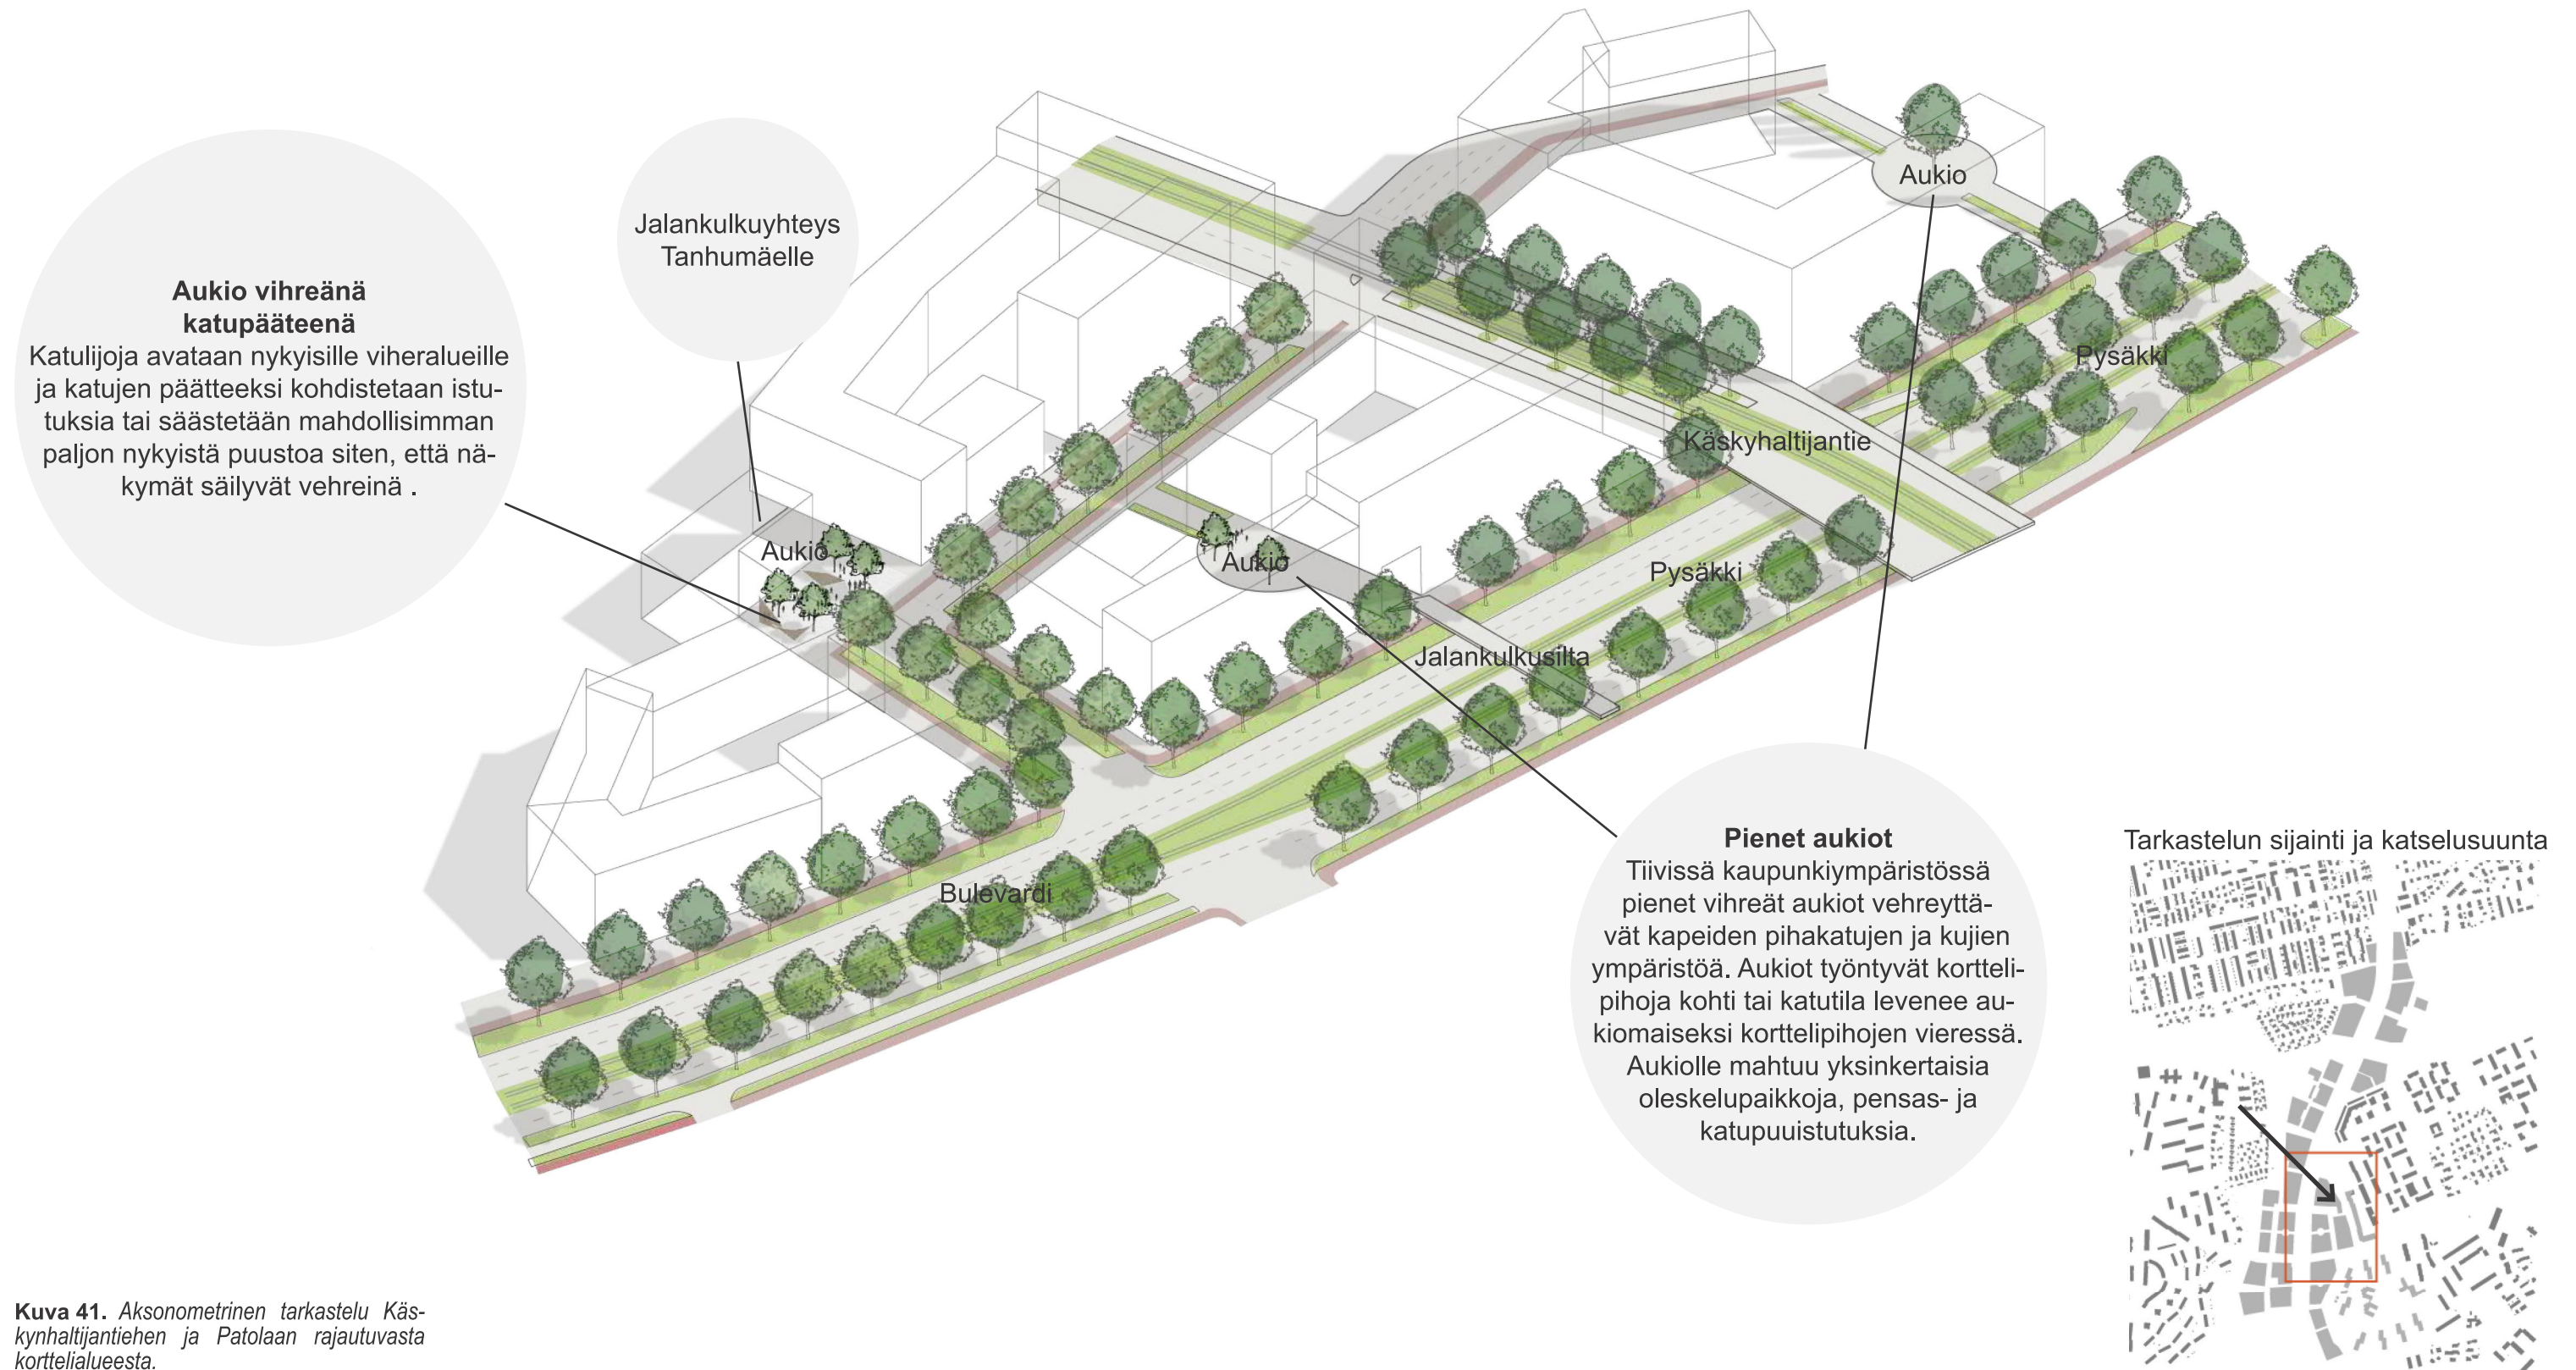 Aukio vihreänä
katupääteenä
Katulijoja avataan nykyisille viheralueille
ja katujen päätteeksi kohdistetaan istu-
tuksia tai säästetään mahdollisimman
paljon nykyistä puustoa siten, että nä-
kymät säilyvät vehreinä .
Jalankulkuyhteys
Tanhumäelle
Aukio
Pysäkki
Käskyhaltijantie
Aukio
Aukio
Pysäkki
Jalankulkusilta
Bulevardi
Pienet aukiot
Tiivissä kaupunkiympäristössä
pienet vihreät aukiot vehreyttä-
vät kapeiden pihakatujen ja kujien
ympäristöä. Aukiot työntyvät kortteli-
pihoja kohti tai katutila levenee au-
kiomaiseksi korttelipihojen vieressä.
Aukiolle mahtuu yksinkertaisia
oleskelupaikkoja, pensas- ja
katupuuistutuksia.
Tarkastelun sijainti ja katselusuunta
Kuva 41. Aksonometrinen tarkastelu Käs-
kynhaltijantiehen ja Patolaan rajautuvasta
korttelialueesta.